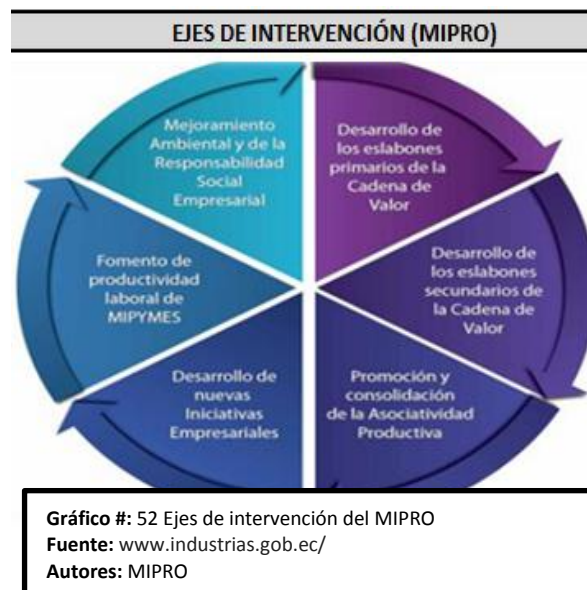 EJES DE INTERVENCIÓN (MIPRO)
Mejoramiento
Ambiental y de la
Responsabilidad
Social
Empresarial
Desarrollo de
los eslabones
primarios de la
Cadena de
Valor
Desarrollo de
los eslabones
secundarios de
la Cadena de
Valor
Promoción y
consolidación
de la Asociatividad
Productiva
Desarrollo de
nuevas
Iniciativas
Empresariales
Fomento de
productividad
laboral de
MIPYMES
Gráfico #: 52 Ejes de intervención del MIPRO
Fuente: www.industrias.gob.ec/
Autores: MIPRO